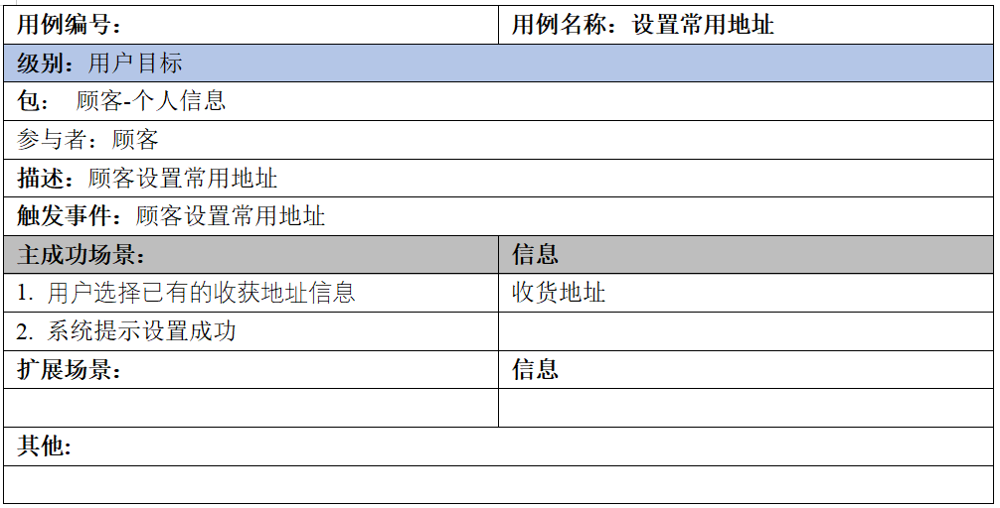 用例编号：
用例名称：设置常用地址
级别：用户目标
包： 顾客-个人信息
参与者：顾客
描述：顾客设置常用地址
触发事件：顾客设置常用地址
主成功场景：
信息
1. 用户选择已有的收获地址信息
收货地址
2. 系统提示设置成功
扩展场景：
信息
其他: